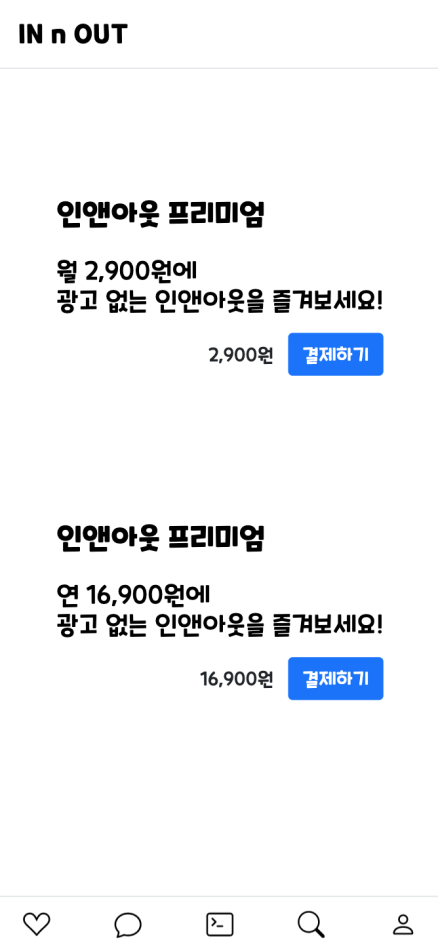 IN n OUT
인앤아웃 프리미엄
월 2,900원에
광고 없는 인앤아웃을 즐겨보세요!
2,900원 결제하기
인앤아웃 프리미엄
연 16,900원에
광고 없는 인앤아웃을 즐겨보세요!
16,900원 결제하기